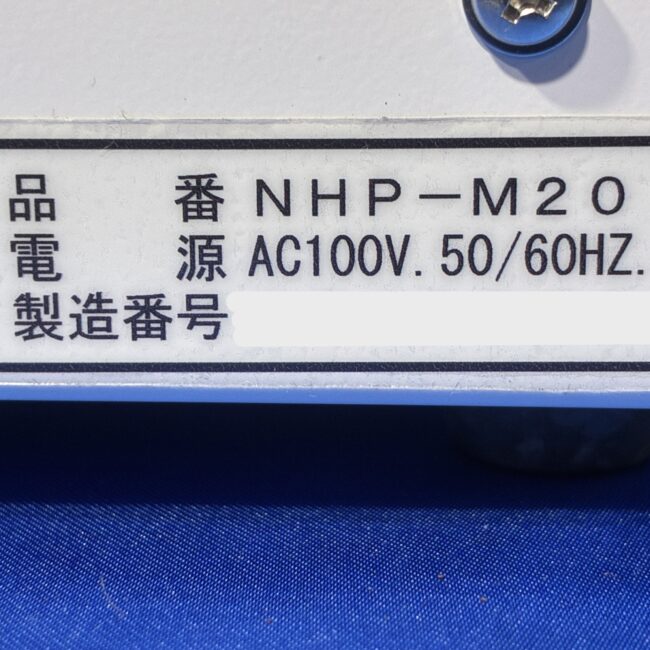 品 番 NHP-M20
電 源 AC100V. 50/60HZ.
製造番号